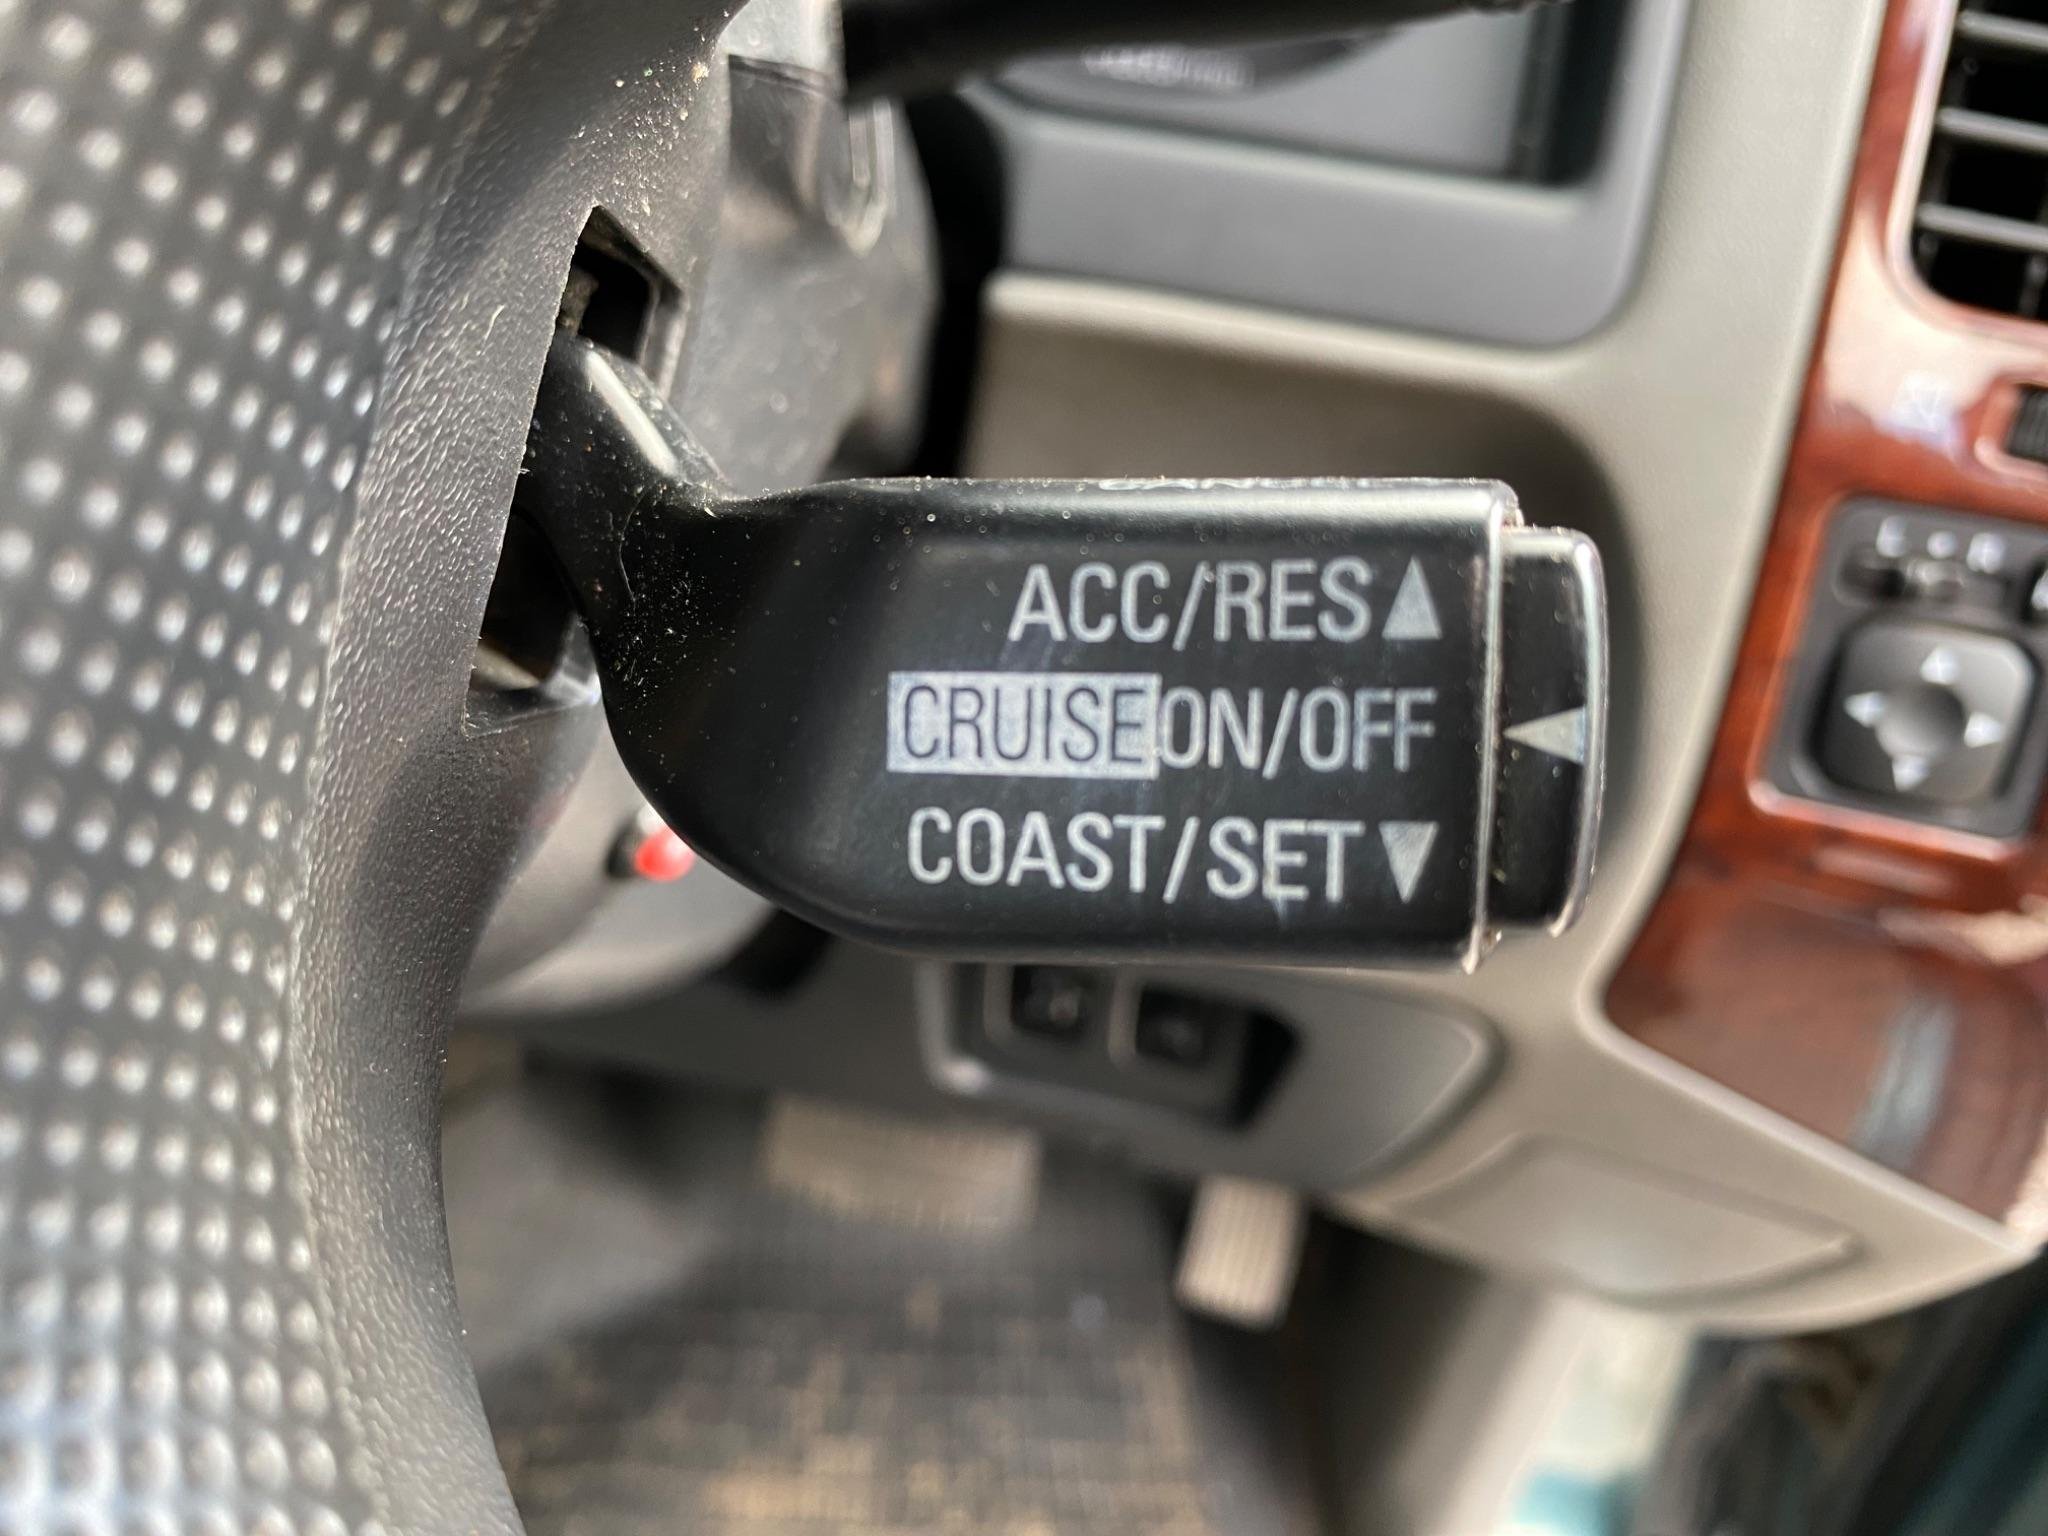 ACC/RES▲
CRUISE ON/OFF ◀
COAST/SET▼
L R